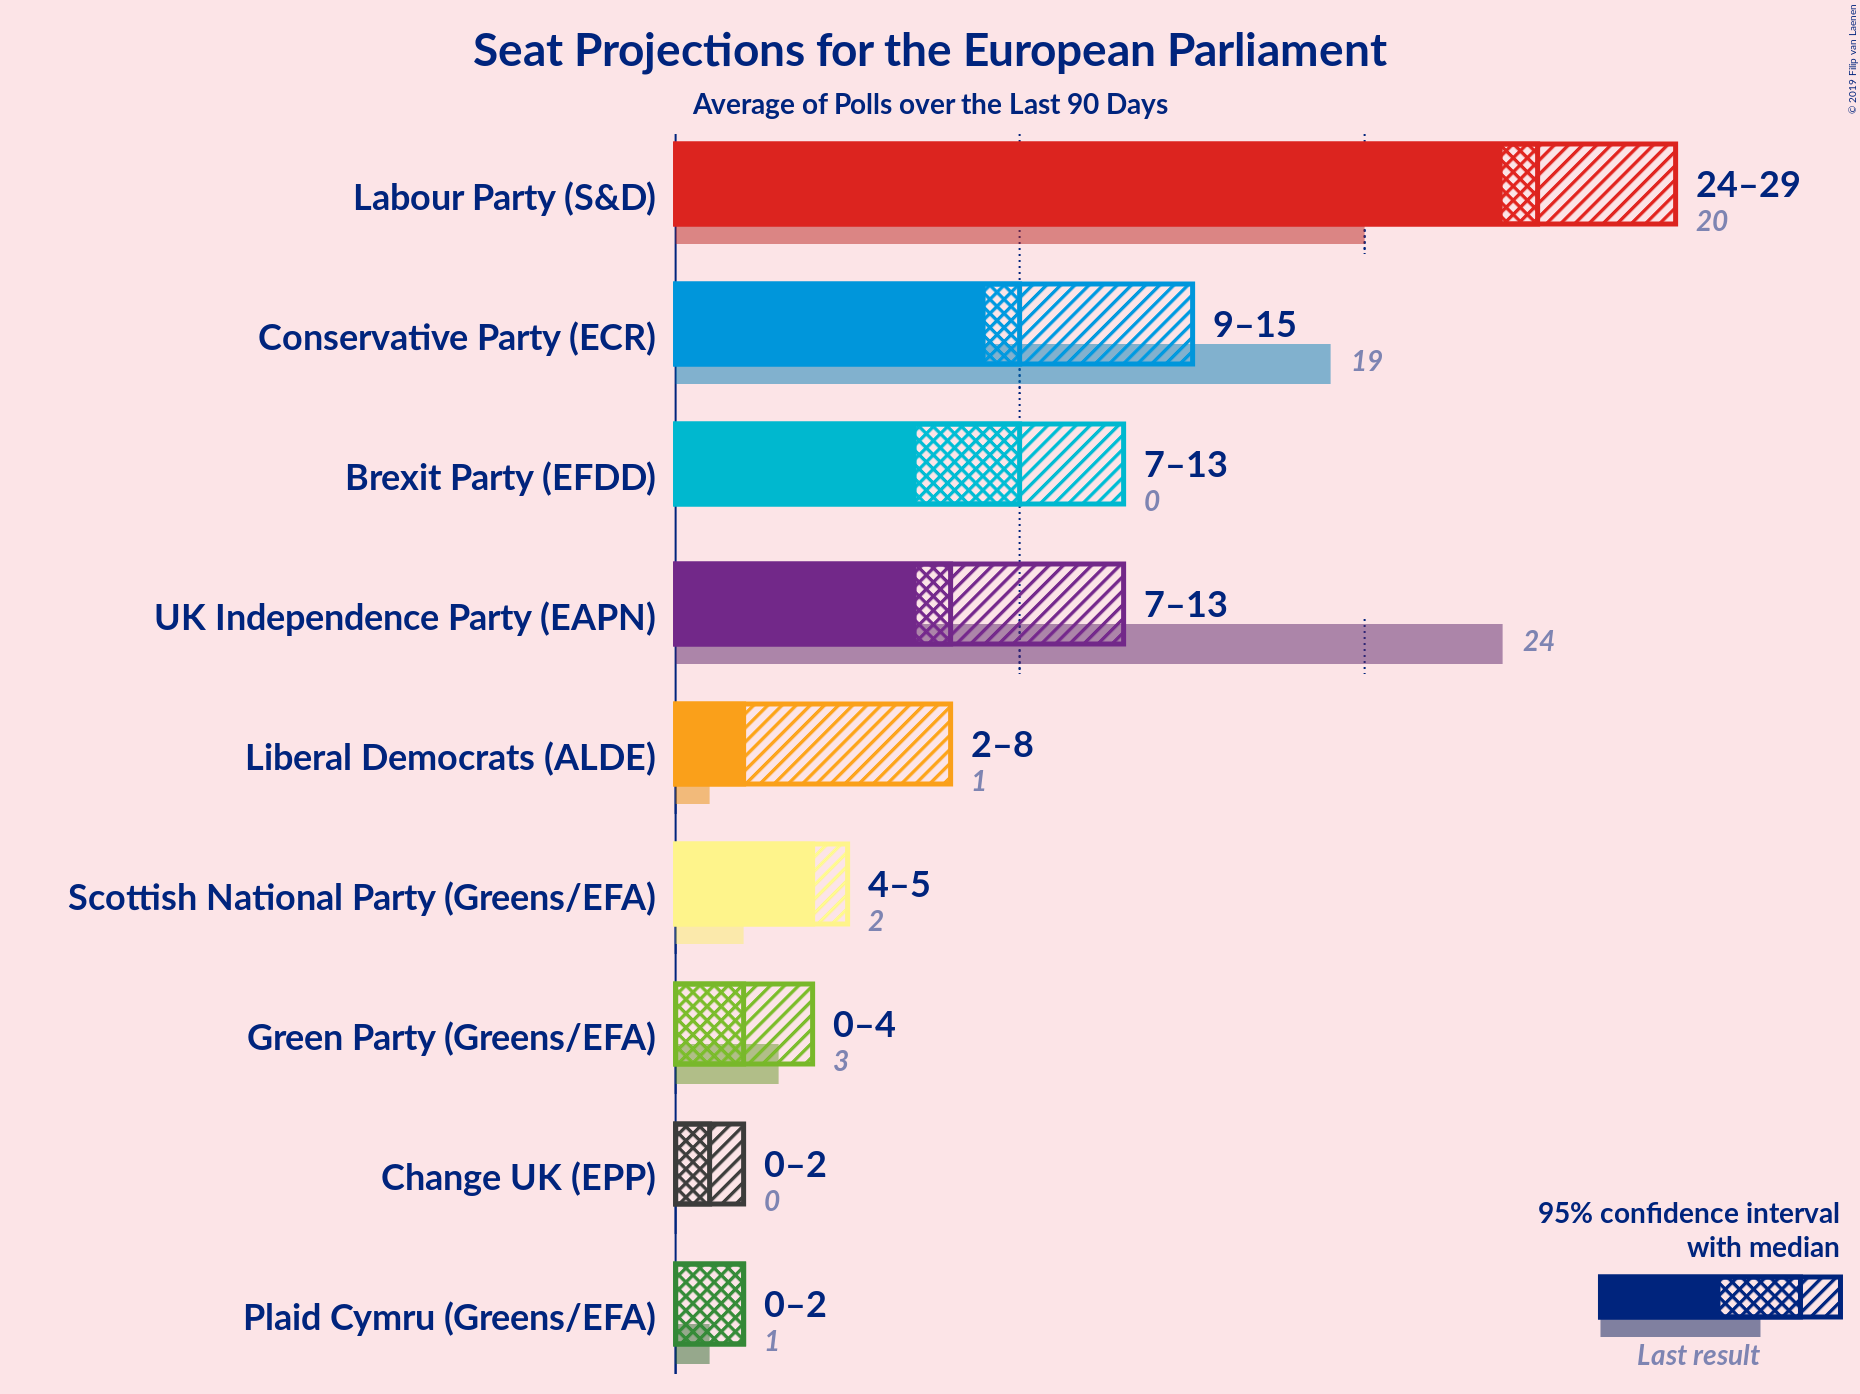 Seat Projections for the European Parliament
Average of Polls over the Last 90 Days
© 2019 Filip van Laenen
Labour Party (S&D)
24–29
20
Conservative Party (ECR)
9–15
19
Brexit Party (EFDD)
7–13
0
UK Independence Party (EAPN)
7–13
24
Liberal Democrats (ALDE)
2–8
1
Scottish National Party (Greens/EFA)
4–5
2
Green Party (Greens/EFA)
0–4
3
Change UK (EPP)
0–2
0
Plaid Cymru (Greens/EFA)
0–2
1
95% confidence interval
with median
Last result